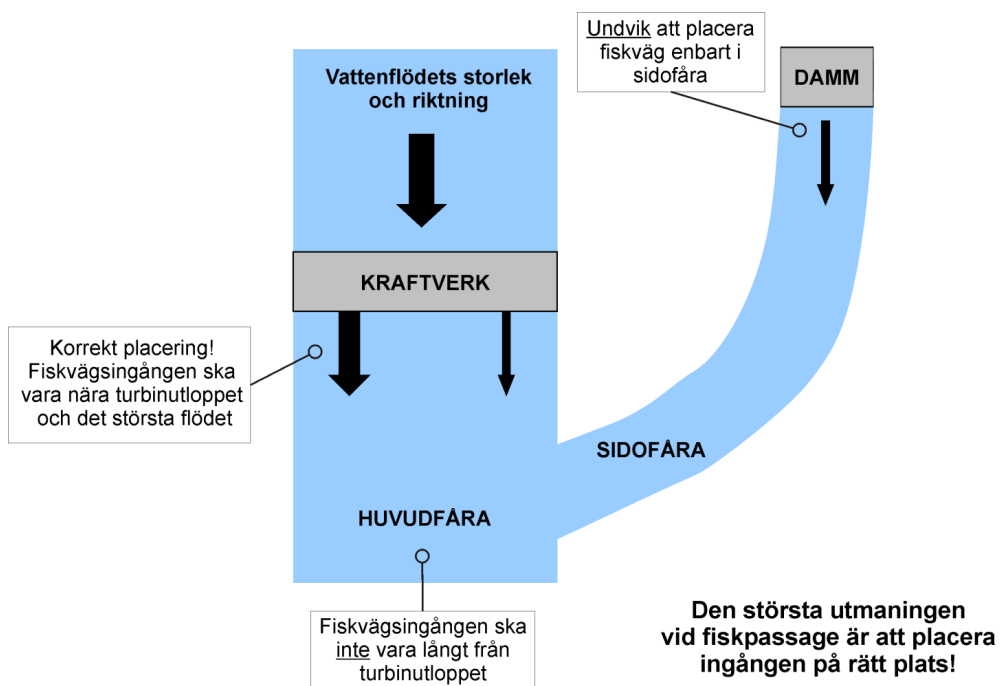 Undvik att placera
fiskväg enbart i
sidofåra
Vattenflödets storlek
och riktning
DAMM
KRAFTVERK
Korrekt placering!
Fiskvägsingången ska
vara nära turbinutloppet
och det största flödet
SIDOFÅRA
HUVUDFÅRA
Fiskvägsingången ska
inte vara långt från
turbinutloppet
Den största utmaningen
vid fiskpassage är att placera
ingången på rätt plats!